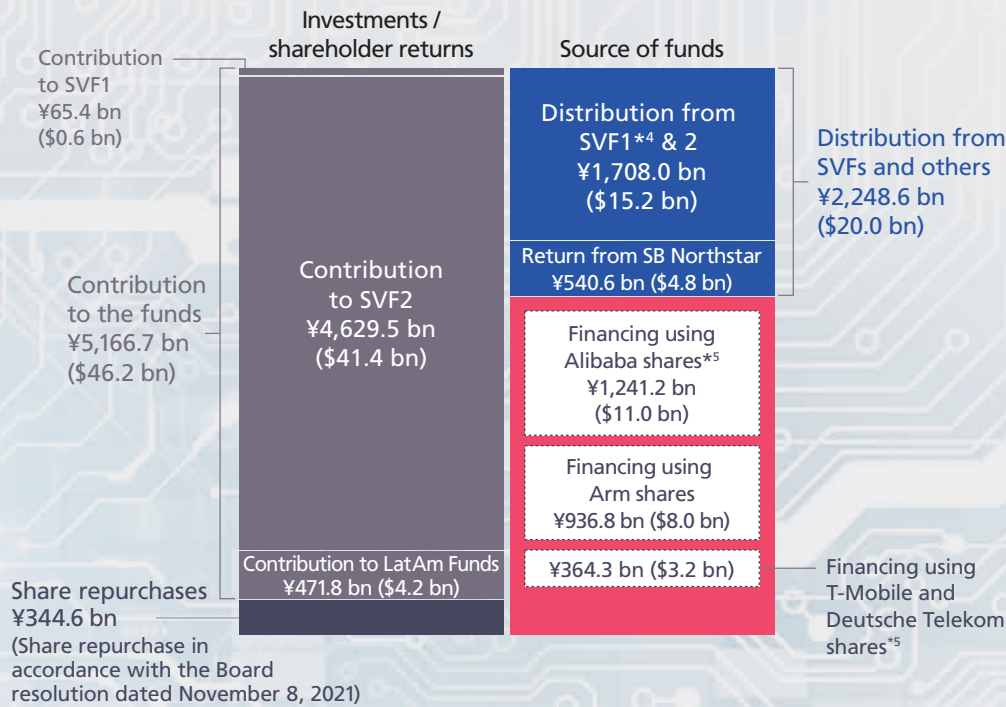 Investments /
shareholder returns
Source of funds
Contribution
to SVF1
¥65.4 bn
($0.6 bn)
Contribution
to the funds
¥5,166.7 bn
($46.2 bn)
Share repurchases
¥344.6 bn
(Share repurchase in
accordance with the Board
resolution dated November 8, 2021)
Contribution
to SVF2
¥4,629.5 bn
($41.4 bn)
Contribution to LatAm Funds
¥471.8 bn ($4.2 bn)
Distribution from
SVF1*4 & 2
¥1,708.0 bn
($15.2 bn)
Return from SB Northstar
¥540.6 bn ($4.8 bn)
Financing using
Alibaba shares*5
¥1,241.2 bn
($11.0 bn)
Financing using
Arm shares
¥936.8 bn ($8.0 bn)
¥364.3 bn ($3.2 bn)
Distribution from
SVFs and others
¥2,248.6 bn
($20.0 bn)
Financing using
T-Mobile and
Deutsche Telekom
shares*5